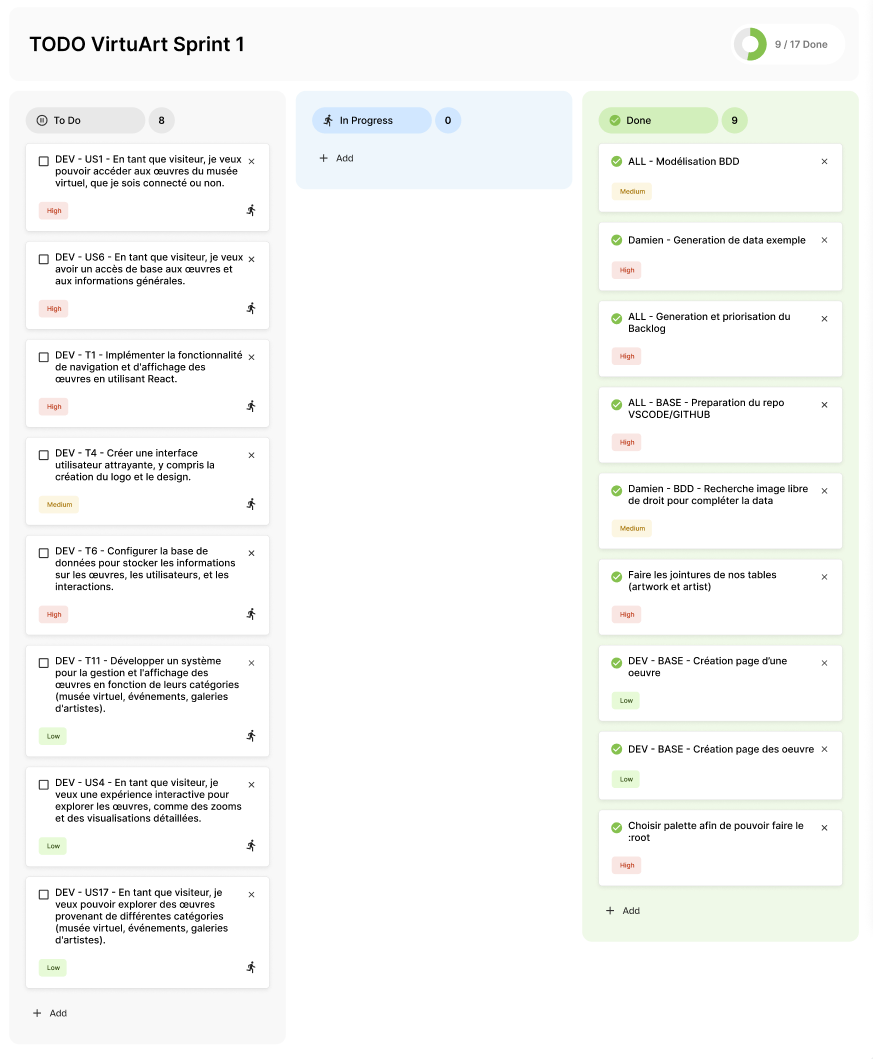 TODO VirtuArt Sprint 1
9 / 17 Done
To Do
8
DEV - US1 - En tant que visiteur, je veux
pouvoir accéder aux œuvres du musée
virtuel, que je sois connecté ou non.
High
DEV - US6 - En tant que visiteur, je veux
avoir un accès de base aux œuvres et
aux informations générales.
High
DEV - T1 - Implémenter la fonctionnalité
de navigation et d'affichage des
œuvres en utilisant React.
High
DEV - T4 - Créer une interface
utilisateur attrayante, y compris la
création du logo et le design.
Medium
DEV - T6 - Configurer la base de
données pour stocker les informations
sur les œuvres, les utilisateurs, et les
interactions.
High
DEV - T11 - Développer un système
pour la gestion et l'affichage des
œuvres en fonction de leurs catégories
(musée virtuel, événements, galeries
d'artistes).
Low
DEV - US4 - En tant que visiteur, je
veux une expérience interactive pour
explorer les œuvres, comme des zooms
et des visualisations détaillées.
Low
DEV - US17 - En tant que visiteur, je
veux pouvoir explorer des œuvres
provenant de différentes catégories
(musée virtuel, événements, galeries
d'artistes).
Low
+ Add
In Progress
0
+ Add
Done
9
ALL - Modélisation BDD
Medium
Damien - Generation de data exemple
High
ALL - Generation et priorisation du
Backlog
High
ALL - BASE - Preparation du repo
VSCODE/GITHUB
High
Damien - BDD - Recherche image libre
de droit pour compléter la data
Medium
Faire les jointures de nos tables
(artwork et artist)
High
DEV - BASE - Création page d'une
oeuvre
Low
DEV - BASE - Création page des oeuvre
Low
Choisir palette afin de pouvoir faire le
:root
High
+ Add